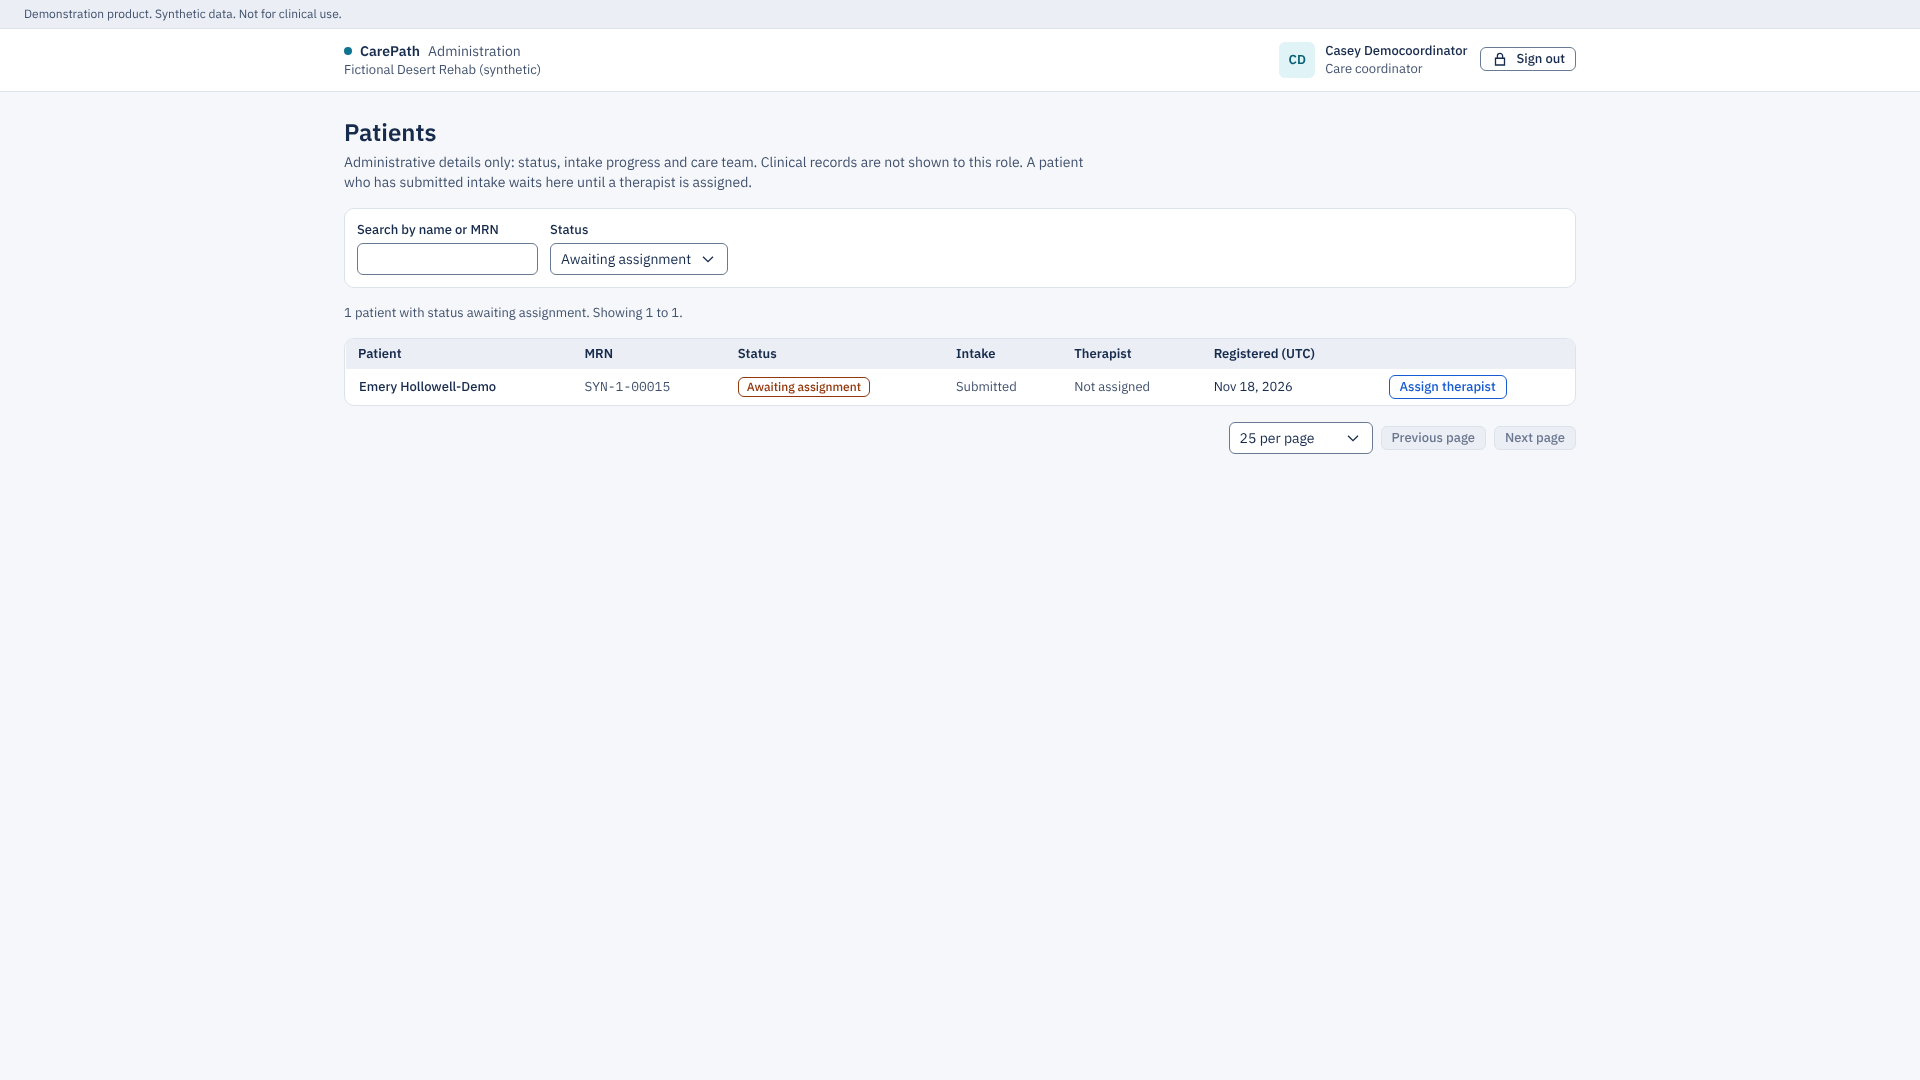 Demonstration product. Synthetic data. Not for clinical use.
CarePath Administration
Fictional Desert Rehab (synthetic)
CD
Casey Democoordinator
Care coordinator
Sign out
Patients
Administrative details only: status, intake progress and care team. Clinical records are not shown to this role. A patient
who has submitted intake waits here until a therapist is assigned.
Search by name or MRN
Status
Awaiting assignment
1 patient with status awaiting assignment. Showing 1 to 1.
Patient MRN Status Intake Therapist Registered (UTC)
Emery Hollowell-Demo SYN-1-00015 Awaiting assignment Submitted Not assigned Nov 18, 2026 Assign therapist
25 per page Previous page Next page